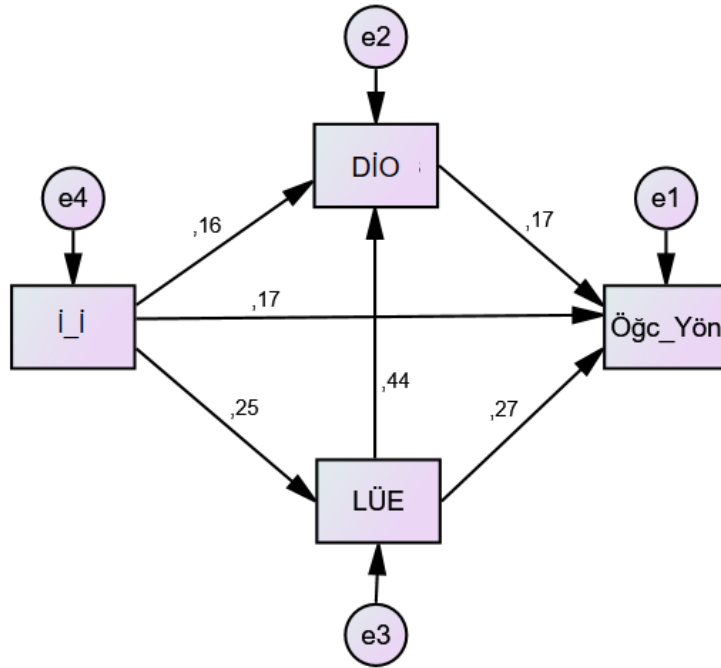 e2
DİO
e4
e1
,16
,17
İ_İ
,17
Öğc_Yön
,25
,44
,27
LÜE
e3